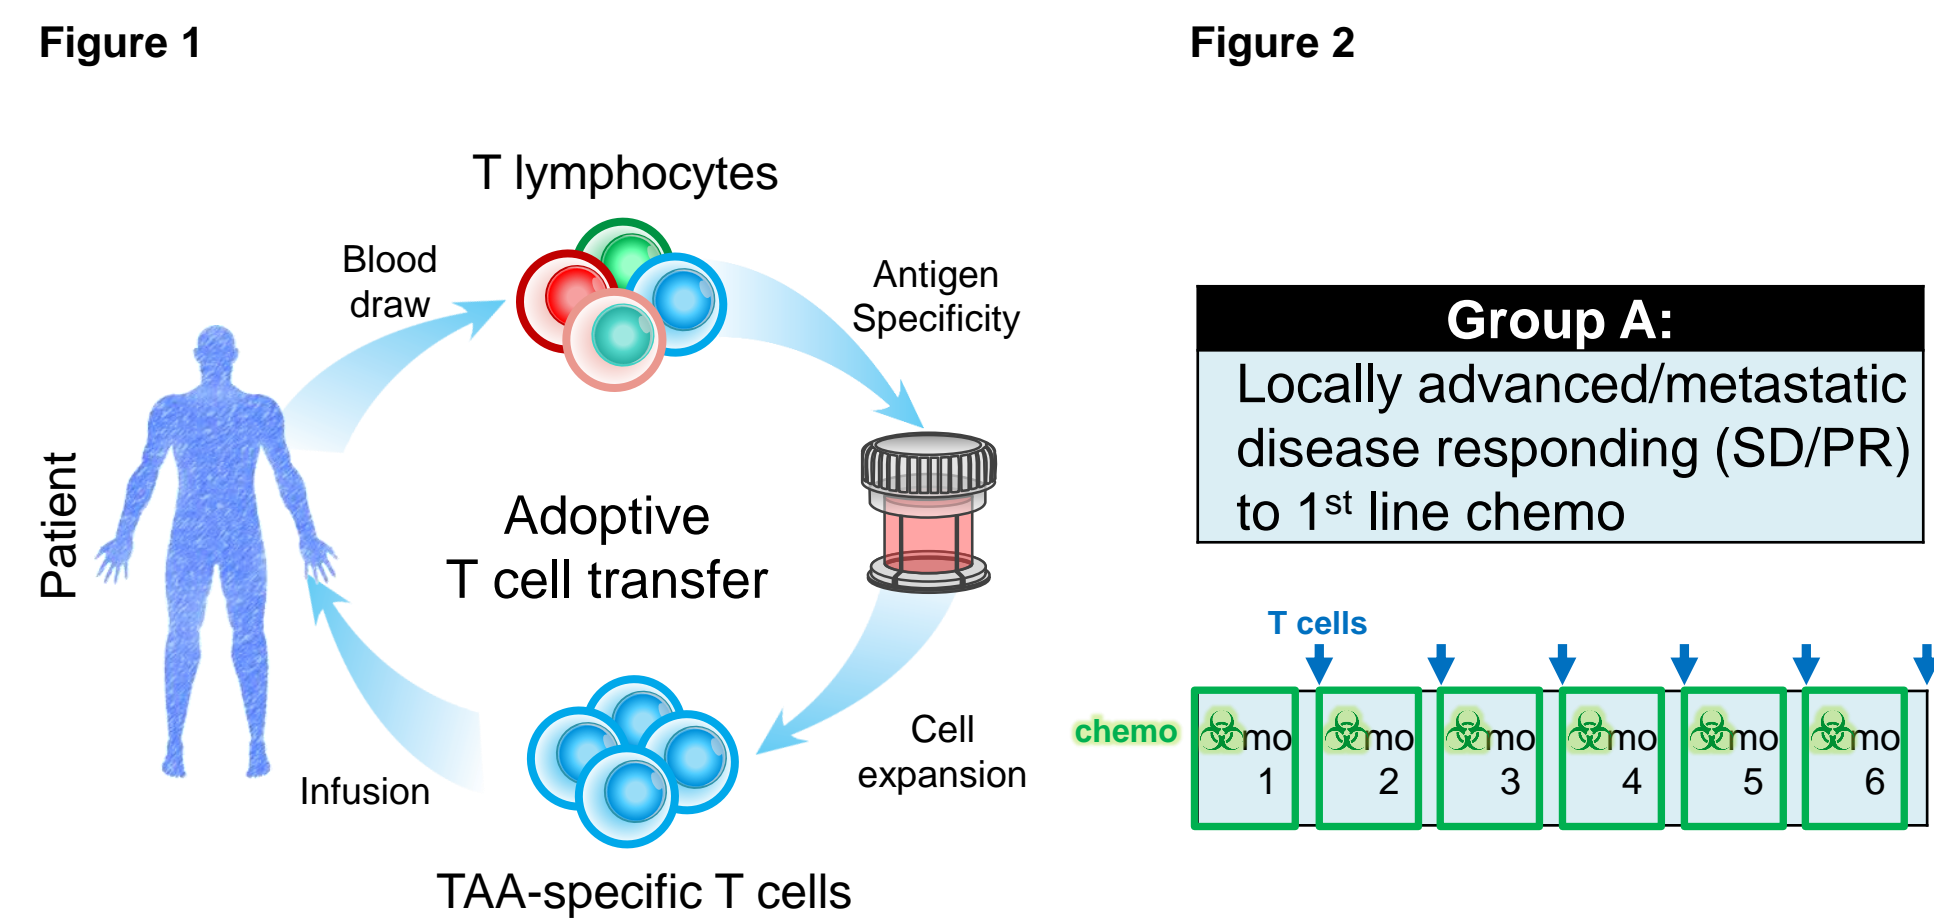 Figure 1
T lymphocytes
Blood
draw
Antigen
Specificity
Patient
Adoptive
T cell transfer
Cell
expansion
Infusion
TAA-specific T cells
Figure 2
Group A:
Locally advanced/metastatic
disease responding (SD/PR)
to 1st line chemo
T cells
chemo
mo mo mo mo mo mo
1 2 3 4 5 6